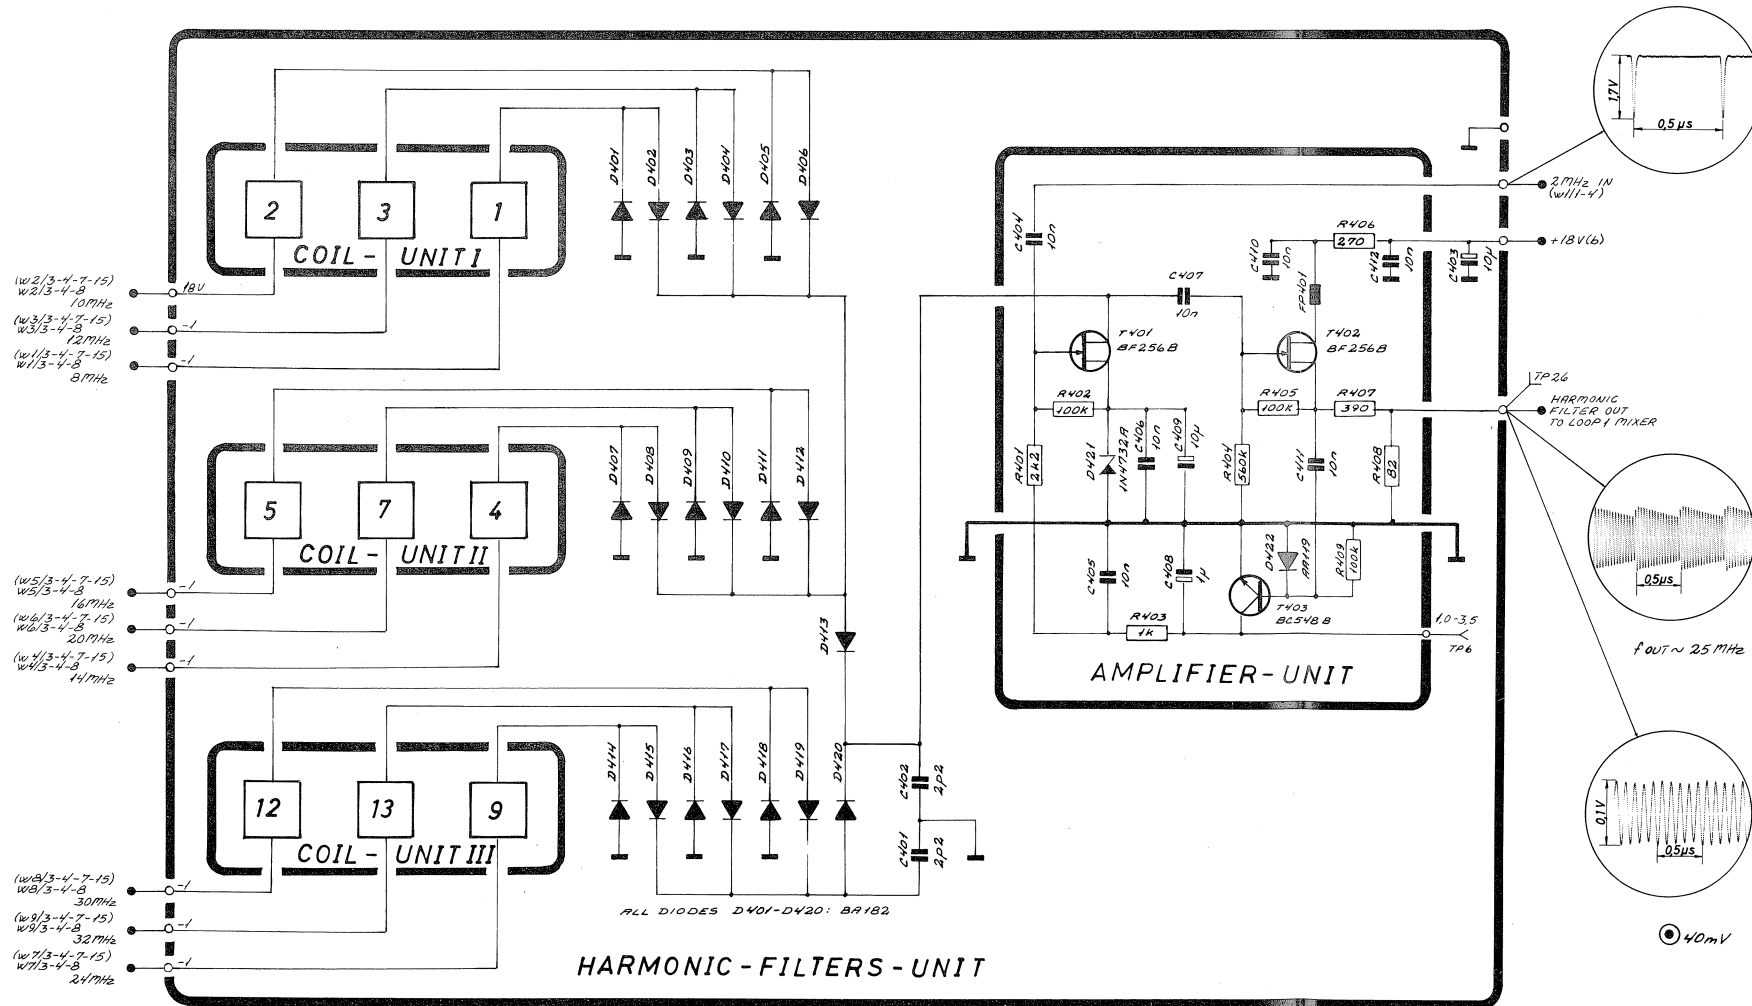 1,7V
0,5 µs
D401
D402
D403
D404
D405
D406
2
3
1
COIL- UNIT I
(w2/3-4-7-15)
w2/3-4-8
10MHz
18V
(w3/3-4-7-15)
w3/3-4-8
12MHz
-1
(w1/3-4-7-15)
w1/3-4-8
8MHz
-1
2MHz IN
(w11/1-4)
C404
10n
R406
270
+18V(6)
C410
10n
C412
10n
C403
10µ
FP401
C407
10n
T401
BF256B
T402
BF256B
TP26
HARMONIC
FILTER OUT
TO LOOP 1 MIXER
R402
100K
R405
100K
R407
390
R401
2k2
D421
1N4732A
C406
10n
C409
10µ
R404
560k
C411
10n
R408
82
D407
D408
D409
D410
D411
D412
5
7
4
COIL- UNIT II
(w5/3-4-7-15)
w5/3-4-8
16MHz
-1
(w6/3-4-7-15)
w6/3-4-8
20MHz
-1
(w4/3-4-7-15)
w4/3-4-8
14MHz
-1
D413
C405
10n
C408
1µ
D422
AA119
R409
100k
T403
BC548B
R403
1k
1,0-3,5
TP6
AMPLIFIER-UNIT
0,5µs
f OUT ~ 25 MHz
D414
D415
D416
D417
D418
D419
D420
C402
2P2
C401
2P2
12
13
9
COIL- UNIT III
(w8/3-4-7-15)
w8/3-4-8
30MHz
-1
(w9/3-4-7-15)
w9/3-4-8
32MHz
-1
(w7/3-4-7-15)
w7/3-4-8
24MHz
-1
ALL DIODES D401-D420: BA182
HARMONIC-FILTERS-UNIT
0,1V
0,5µs
40mV